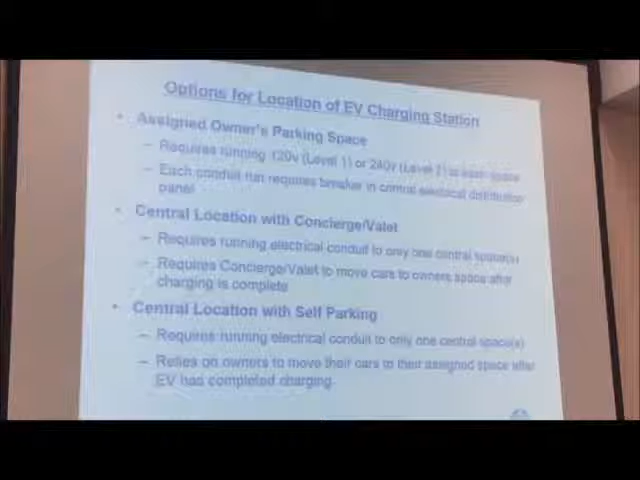 Options for Location of EV Charging Station
• Assigned Owner's Parking Space
– Requires running 120v (Level 1) or 240v (Level 2) to each space
– Each conduit run requires breaker in central electrical distribution
panel
• Central Location with Concierge/Valet
– Requires running electrical conduit to only one central space(s)
– Requires Concierge/Valet to move cars to owners space after
charging is complete
• Central Location with Self Parking
– Requires running electrical conduit to only one central space(s)
– Relies on owners to move their cars to their assigned space after
EV has completed charging